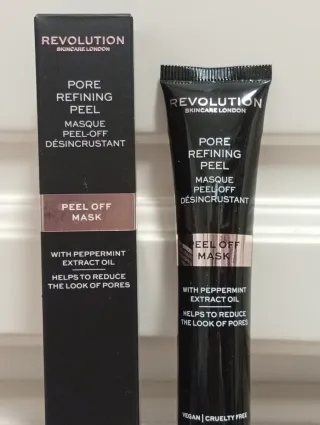 REVOLUTION
SKINCARE LONDON
PORE
REFINING
PEEL
MASQUE
PEEL-OFF
DÉSINCRUSTANT
PEEL OFF
MASK
WITH PEPPERMINT
EXTRACT OIL
HELPS TO REDUCE
THE LOOK OF PORES
REVOLUTION
SKINCARE LONDON
PORE
REFINING
PEEL
MASQUE
PEEL-OFF
DÉSINCRUSTANT
PEEL OFF
MASK
WITH PEPPERMINT
EXTRACT OIL
HELPS TO REDUCE
THE LOOK OF PORES
VEGAN | CRUELTY FREE